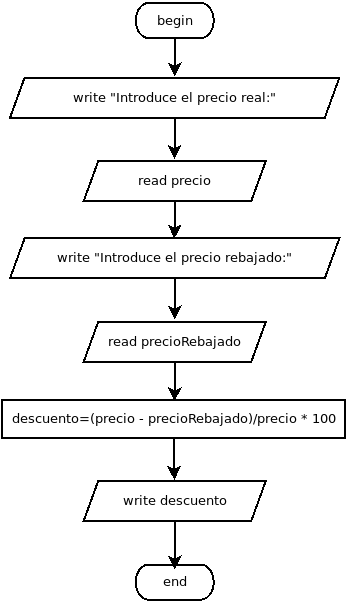 begin
write "Introduce el precio real:"
read precio
write "Introduce el precio rebajado:"
read precioRebajado
descuento=(precio - precioRebajado)/precio * 100
write descuento
end